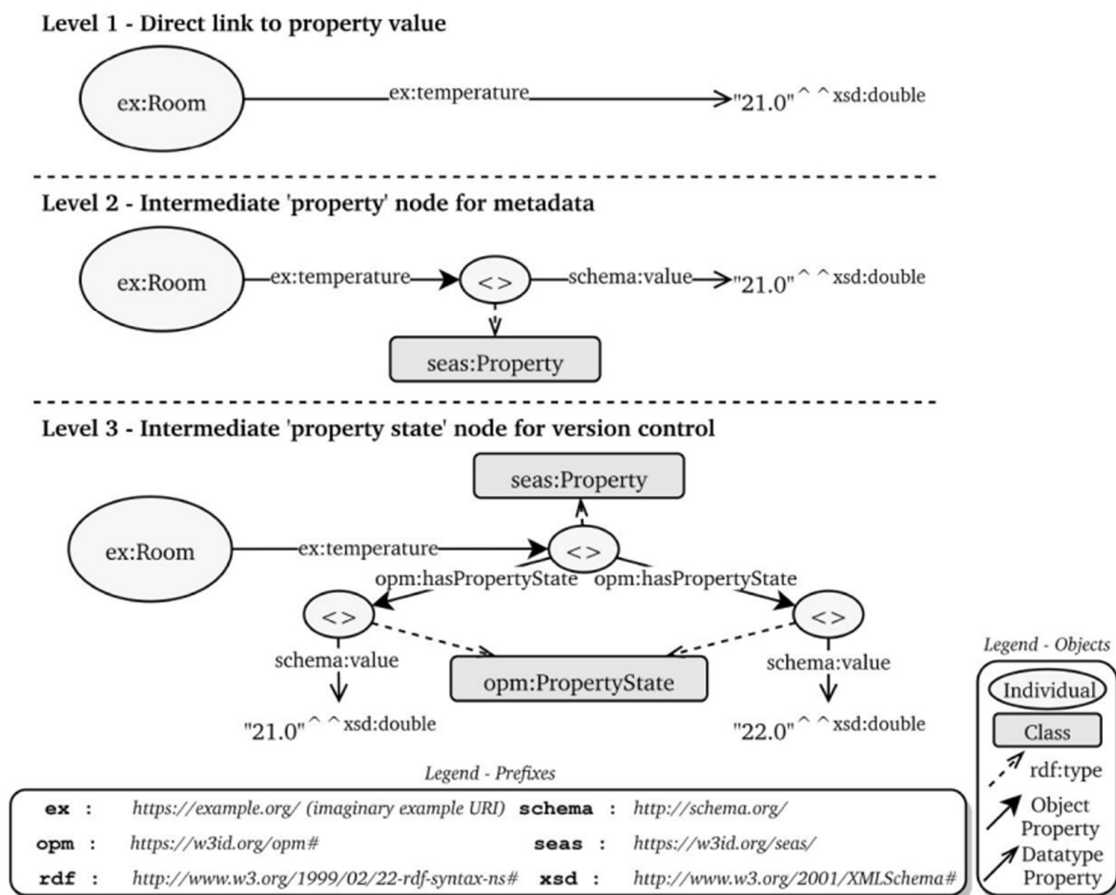 Level 1 - Direct link to property value
ex:Room
ex:temperature
"21.0"^^xsd:double
Level 2 - Intermediate 'property' node for metadata
ex:Room
ex:temperature
<>
schema:value
"21.0"^^xsd:double
seas:Property
Level 3 - Intermediate 'property state' node for version control
seas:Property
ex:Room
ex:temperature
<>
opm:hasPropertyState
opm:hasPropertyState
<>
<>
schema:value
schema:value
opm:PropertyState
"21.0"^^xsd:double
"22.0"^^xsd:double
Legend - Objects
Individual
Class
rdf:type
Object
Property
Datatype
Property
Legend - Prefixes
ex : https://example.org/ (imaginary example URI) schema : http://schema.org/
opm : https://w3id.org/opm# seas : https://w3id.org/seas/
rdf : http://www.w3.org/1999/02/22-rdf-syntax-ns# xsd : http://www.w3.org/2001/XMLSchema#